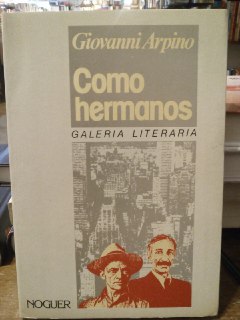 Giovanni Arpino
Como
hermanos
GALERIA LITERARIA
NOGUER